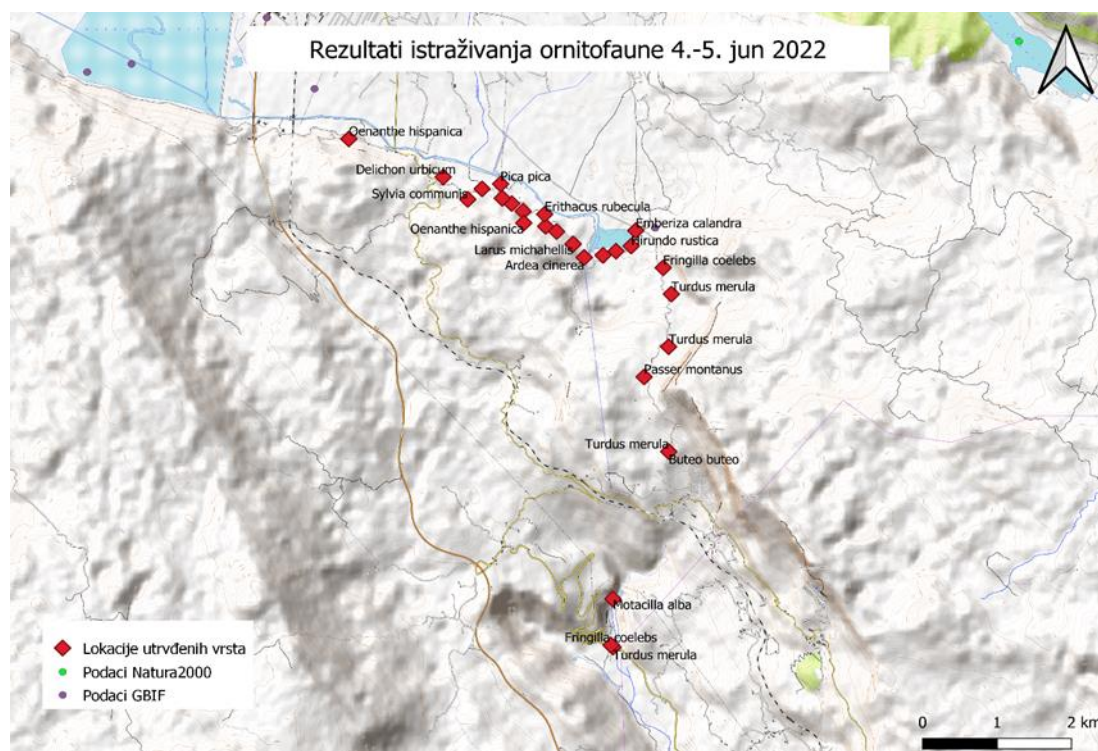 Rezultati istraživanja ornitofaune 4.-5. jun 2022
Oenanthe hispanica
Delichon urbicum
Pica pica
Sylvia communis
Erithacus rubecula
Oenanthe hispanica
Emberiza calandra
Larus michahellis
Hirundo rustica
Ardea cinerea
Fringilla coelebs
Turdus merula
Turdus merula
Passer montanus
Turdus merula
Buteo buteo
Motacilla alba
Fringilla coelebs
Turdus merula
Lokacije utrvđenih vrsta
Podaci Natura2000
Podaci GBIF
0 1 2 km